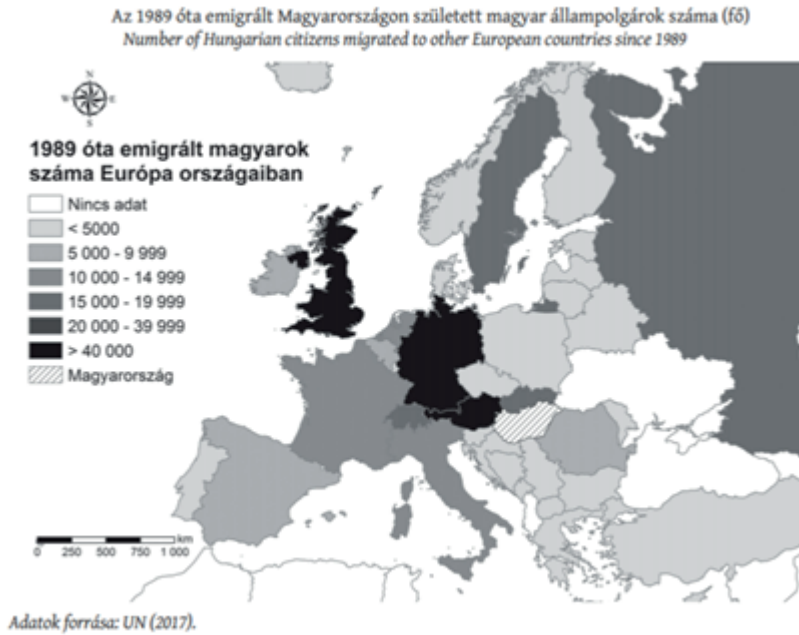 Az 1989 óta emigrált Magyarországon született magyar állampolgárok száma (fő)
Number of Hungarian citizens migrated to other European countries since 1989
N
W E
S
1989 óta emigrált magyarok
száma Európa országaiban
Nincs adat
< 5000
5 000 - 9 999
10 000 - 14 999
15 000 - 19 999
20 000 - 39 999
> 40 000
Magyarország
km
0 250 500 750 1 000
Adatok forrása: UN (2017).